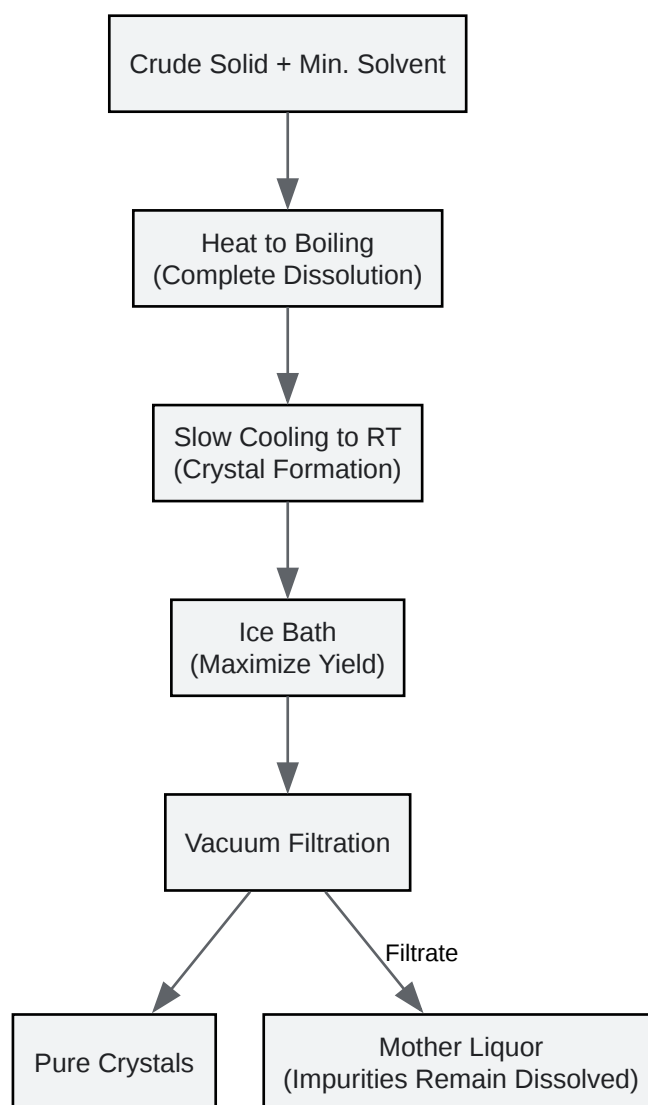 Crude Solid + Min. Solvent
Heat to Boiling
(Complete Dissolution)
Slow Cooling to RT
(Crystal Formation)
Ice Bath
(Maximize Yield)
Vacuum Filtration
Filtrate
Pure Crystals
Mother Liquor
(Impurities Remain Dissolved)